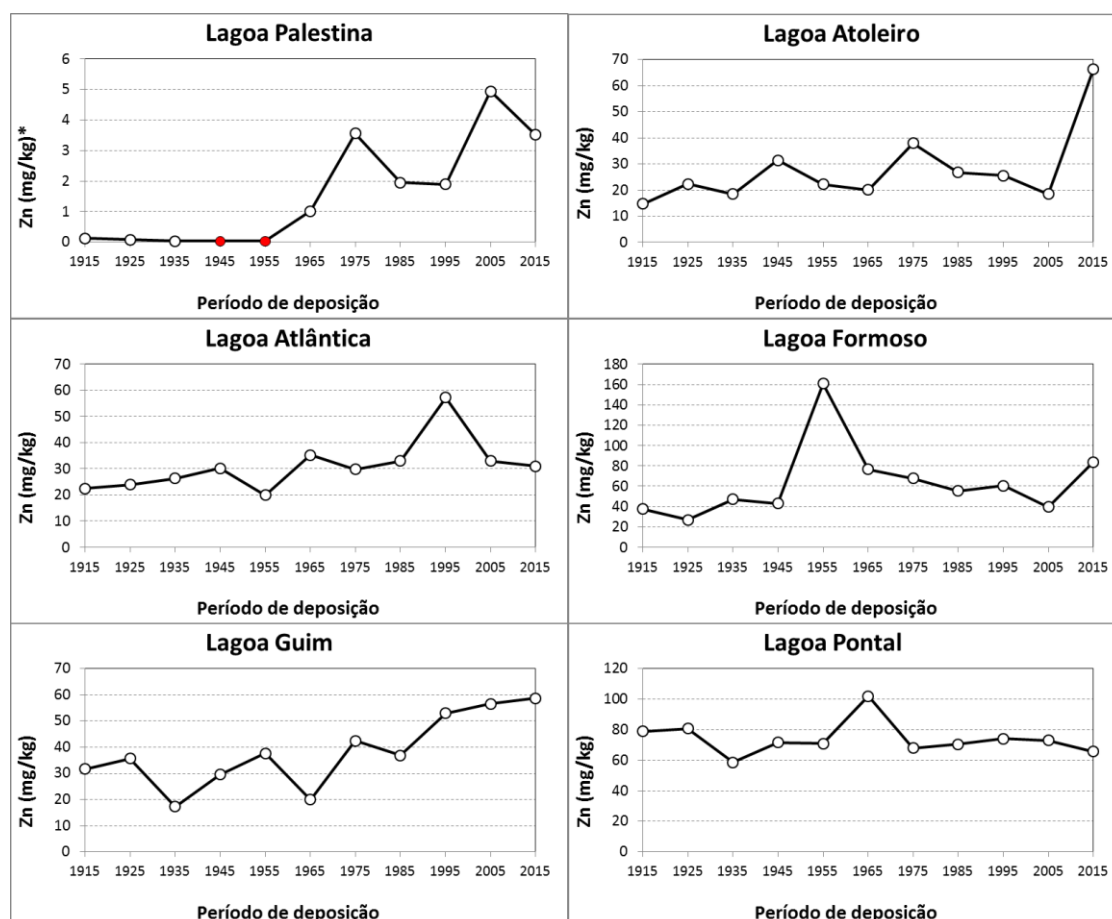 Lagoa Palestina
Zn (mg/kg)*
6
5
4
3
2
1
0
1915 1925 1935 1945 1955 1965 1975 1985 1995 2005 2015
Período de deposição
Lagoa Atoleiro
Zn (mg/kg)
70
60
50
40
30
20
10
0
1915 1925 1935 1945 1955 1965 1975 1985 1995 2005 2015
Período de deposição
Lagoa Atlântica
Zn (mg/kg)
70
60
50
40
30
20
10
0
1915 1925 1935 1945 1955 1965 1975 1985 1995 2005 2015
Período de deposição
Lagoa Formoso
Zn (mg/kg)
180
160
140
120
100
80
60
40
20
0
1915 1925 1935 1945 1955 1965 1975 1985 1995 2005 2015
Período de deposição
Lagoa Guim
Zn (mg/kg)
70
60
50
40
30
20
10
0
1915 1925 1935 1945 1955 1965 1975 1985 1995 2005 2015
Período de deposição
Lagoa Pontal
Zn (mg/kg)
120
100
80
60
40
20
0
1915 1925 1935 1945 1955 1965 1975 1985 1995 2005 2015
Período de deposição